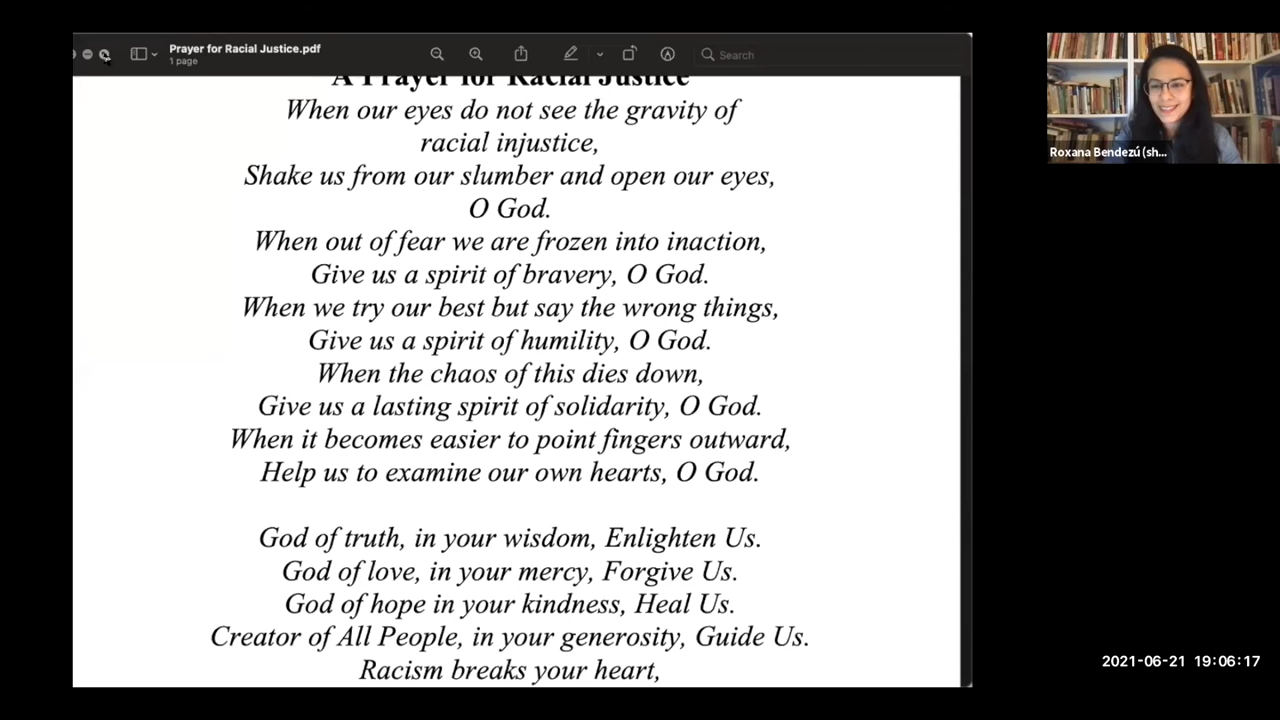 Prayer for Racial Justice.pdf
1 page
Search
A Prayer for Racial Justice
When our eyes do not see the gravity of
racial injustice,
Shake us from our slumber and open our eyes,
O God.
When out of fear we are frozen into inaction,
Give us a spirit of bravery, O God.
When we try our best but say the wrong things,
Give us a spirit of humility, O God.
When the chaos of this dies down,
Give us a lasting spirit of solidarity, O God.
When it becomes easier to point fingers outward,
Help us to examine our own hearts, O God.
God of truth, in your wisdom, Enlighten Us.
God of love, in your mercy, Forgive Us.
God of hope in your kindness, Heal Us.
Creator of All People, in your generosity, Guide Us.
Racism breaks your heart,
Roxana Bendezú (sh...
2021-06-21 19:06:17